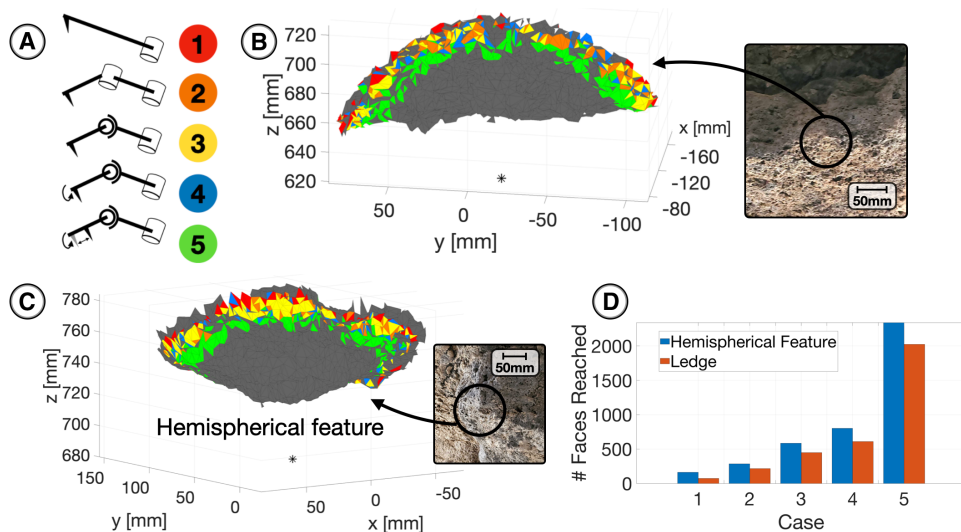 A
1
2
3
4
5
B
720
700
680
660
640
620
z [mm]
50
0
-50
-100
y [mm]
x [mm]
-160
-120
-80
50mm
C
780
760
740
720
700
680
z [mm]
150
100
50
0
y [mm]
50
0
-50
x [mm]
Hemispherical feature
50mm
D
# Faces Reached
2000
1500
1000
500
0
Hemispherical Feature
Ledge
1
2
3
4
5
Case